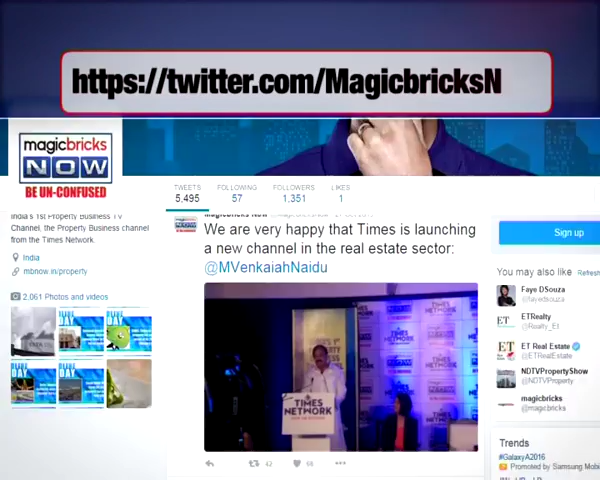 https://twitter.com/MagicbricksN
magicbricks
NOW
BE UN-CONFUSED
TWEETS FOLLOWING FOLLOWERS LIKES
5,495 57 1,351 1
India's 1st Property Business TV
Channel, the Property Business channel
from the Times Network
India
mbnow.in/property
2,061 Photos and videos
Magicbricks Now
We are very happy that Times is launching
a new channel in the real estate sector:
@MVenkaiahNaidu
TIMES
NETWORK
42 68
Sign up
You may also like Refresh
Faye DSouza
@fayedsouza
ETRealty
@Realty_Et
ET Real Estate
@ETRealEstate
NDTVPropertyShow
@NDTVProperty
magicbricks
@magicbricks
Trends
#GalaxyA2016
Promoted by Samsung Mobi